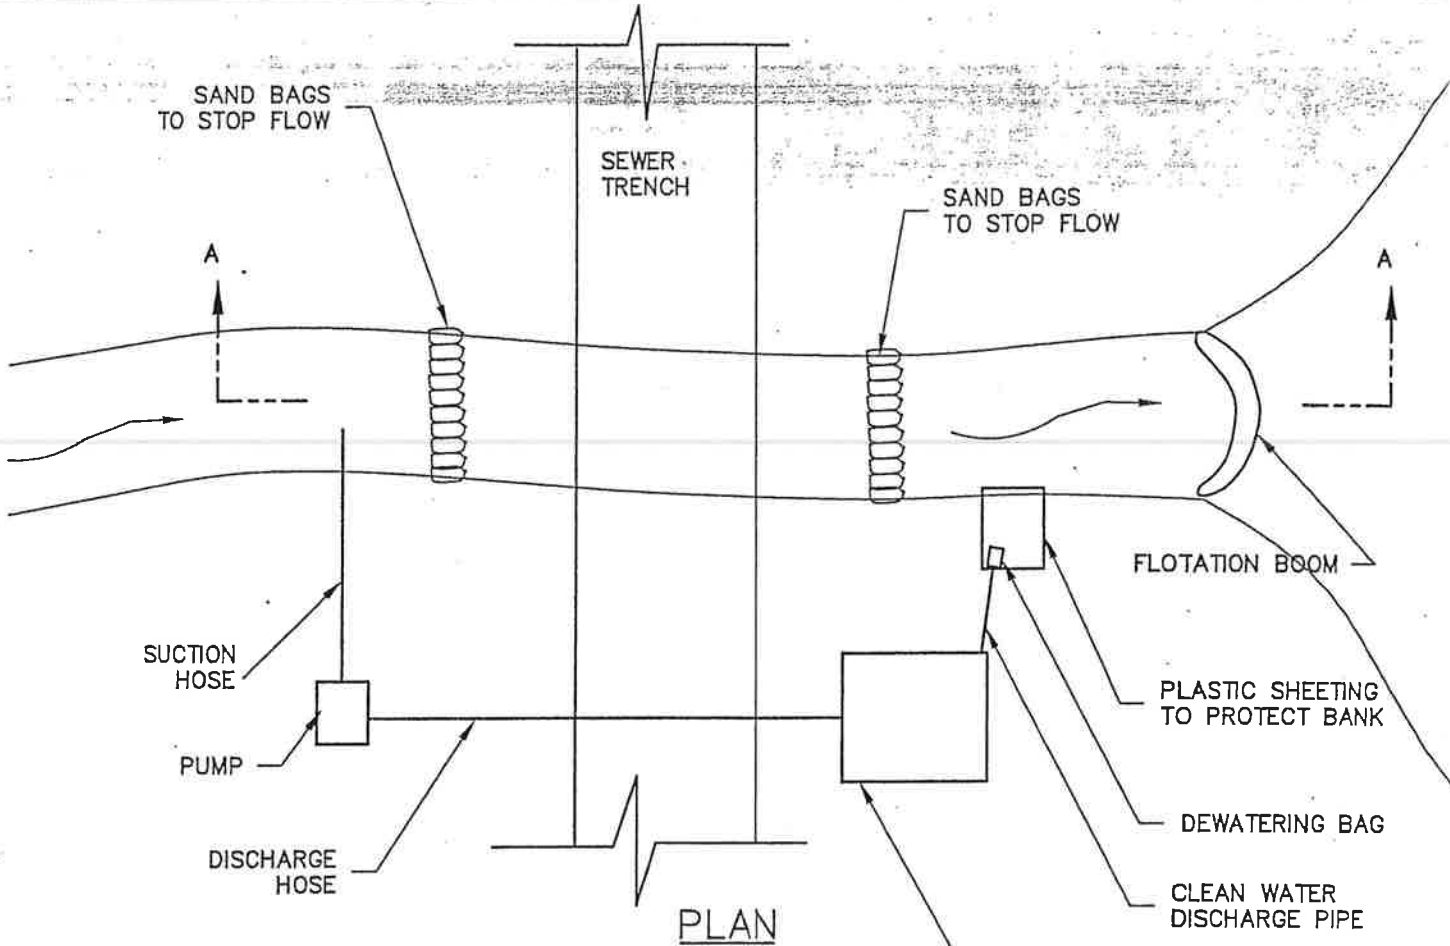 SAND BAGS
TO STOP FLOW
SEWER
TRENCH
SAND BAGS
TO STOP FLOW
A
A
FLOTATION BOOM
SUCTION
HOSE
PLASTIC SHEETING
TO PROTECT BANK
PUMP
DEWATERING BAG
DISCHARGE
HOSE
CLEAN WATER
DISCHARGE PIPE
PLAN